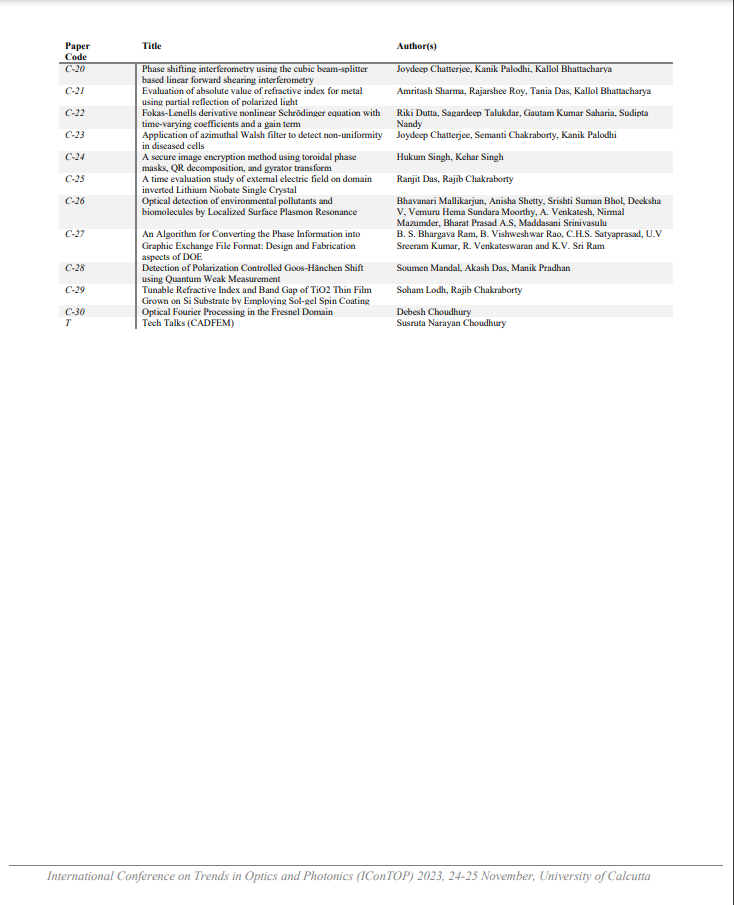 Paper Code Title Author(s)
C-20 Phase shifting interferometry using the cubic beam-splitter Joydeep Chatterjee, Kanik Palodhi, Kallol Bhattacharya
based linear forward shearing interferometry
C-21 Evaluation of absolute value of refractive index for metal Amritash Sharma, Rajarshee Roy, Tania Das, Kallol Bhattacharya
using partial reflection of polarized light
C-22 Fokas-Lenells derivative nonlinear Schrödinger equation with Riki Dutta, Sagardeep Talukdar, Gautam Kumar Saharia, Sudipta
time-varying coefficients and a gain term Nandy
C-23 Application of azimuthal Walsh filter to detect non-uniformity Joydeep Chatterjee, Semanti Chakraborty, Kanik Palodhi
in diseased cells
C-24 A secure image encryption method using toroidal phase Hukum Singh, Kehar Singh
masks, QR decomposition, and gyrator transform
C-25 A time evaluation study of external electric field on domain Ranjit Das, Rajib Chakraborty
inverted Lithium Niobate Single Crystal
C-26 Optical detection of environmental pollutants and Bhavanari Mallikarjun, Anisha Shetty, Srishti Suman Bhol, Deeksha
biomolecules by Localized Surface Plasmon Resonance V, Vemuru Hema Sundara Moorthy, A. Venkatesh, Nirmal
Mazumder, Bharat Prasad A.S, Maddasani Srinivasulu
C-27 An Algorithm for Converting the Phase Information into B. S. Bhargava Ram, B. Vishweshwar Rao, C.H.S. Satyaprasad, U.V
Graphic Exchange File Format: Design and Fabrication Sreeram Kumar, R. Venkateswaran and K.V. Sri Ram
aspects of DOE
C-28 Detection of Polarization Controlled Goos-Hänchen Shift Soumen Mandal, Akash Das, Manik Pradhan
using Quantum Weak Measurement
C-29 Tunable Refractive Index and Band Gap of TiO2 Thin Film Soham Lodh, Rajib Chakraborty
Grown on Si Substrate by Employing Sol-gel Spin Coating
C-30 Optical Fourier Processing in the Fresnel Domain Debesh Choudhury
T Tech Talks (CADFEM) Susruta Narayan Choudhury
International Conference on Trends in Optics and Photonics (IConTOP) 2023, 24-25 November, University of Calcutta